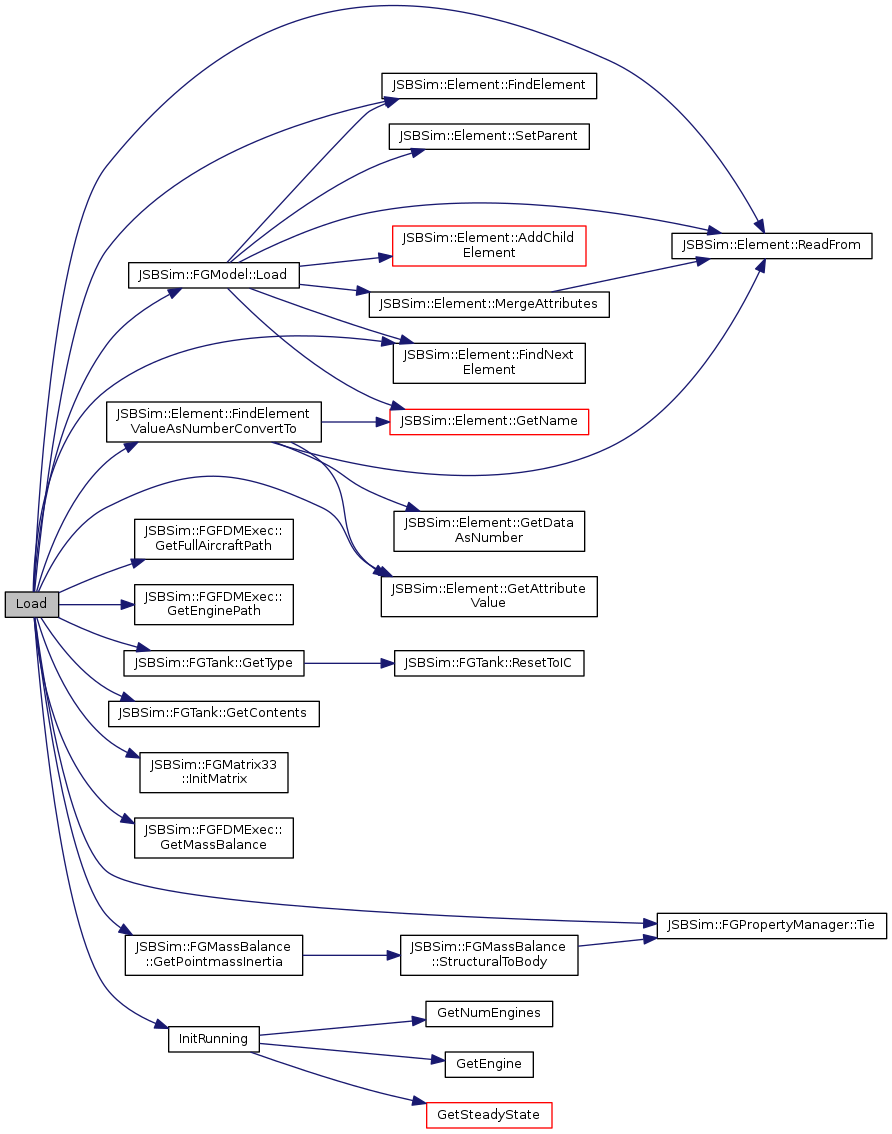 JSBSim::Element::FindElement
JSBSim::Element::SetParent
JSBSim::Element::AddChild
Element
JSBSim::Element::ReadFrom
JSBSim::FGModel::Load
JSBSim::Element::MergeAttributes
JSBSim::Element::FindNext
Element
JSBSim::Element::FindElement
ValueAsNumberConvertTo
JSBSim::Element::GetName
JSBSim::Element::GetData
AsNumber
JSBSim::FGFDMExec::
GetFullAircraftPath
JSBSim::Element::GetAttribute
Value
Load
JSBSim::FGFDMExec::
GetEnginePath
JSBSim::FGTank::GetType
JSBSim::FGTank::ResetToIC
JSBSim::FGTank::GetContents
JSBSim::FGMatrix33
::InitMatrix
JSBSim::FGFDMExec::
GetMassBalance
JSBSim::FGPropertyManager::Tie
JSBSim::FGMassBalance
::GetPointmassInertia
JSBSim::FGMassBalance
::StructuralToBody
GetNumEngines
InitRunning
GetEngine
GetSteadyState